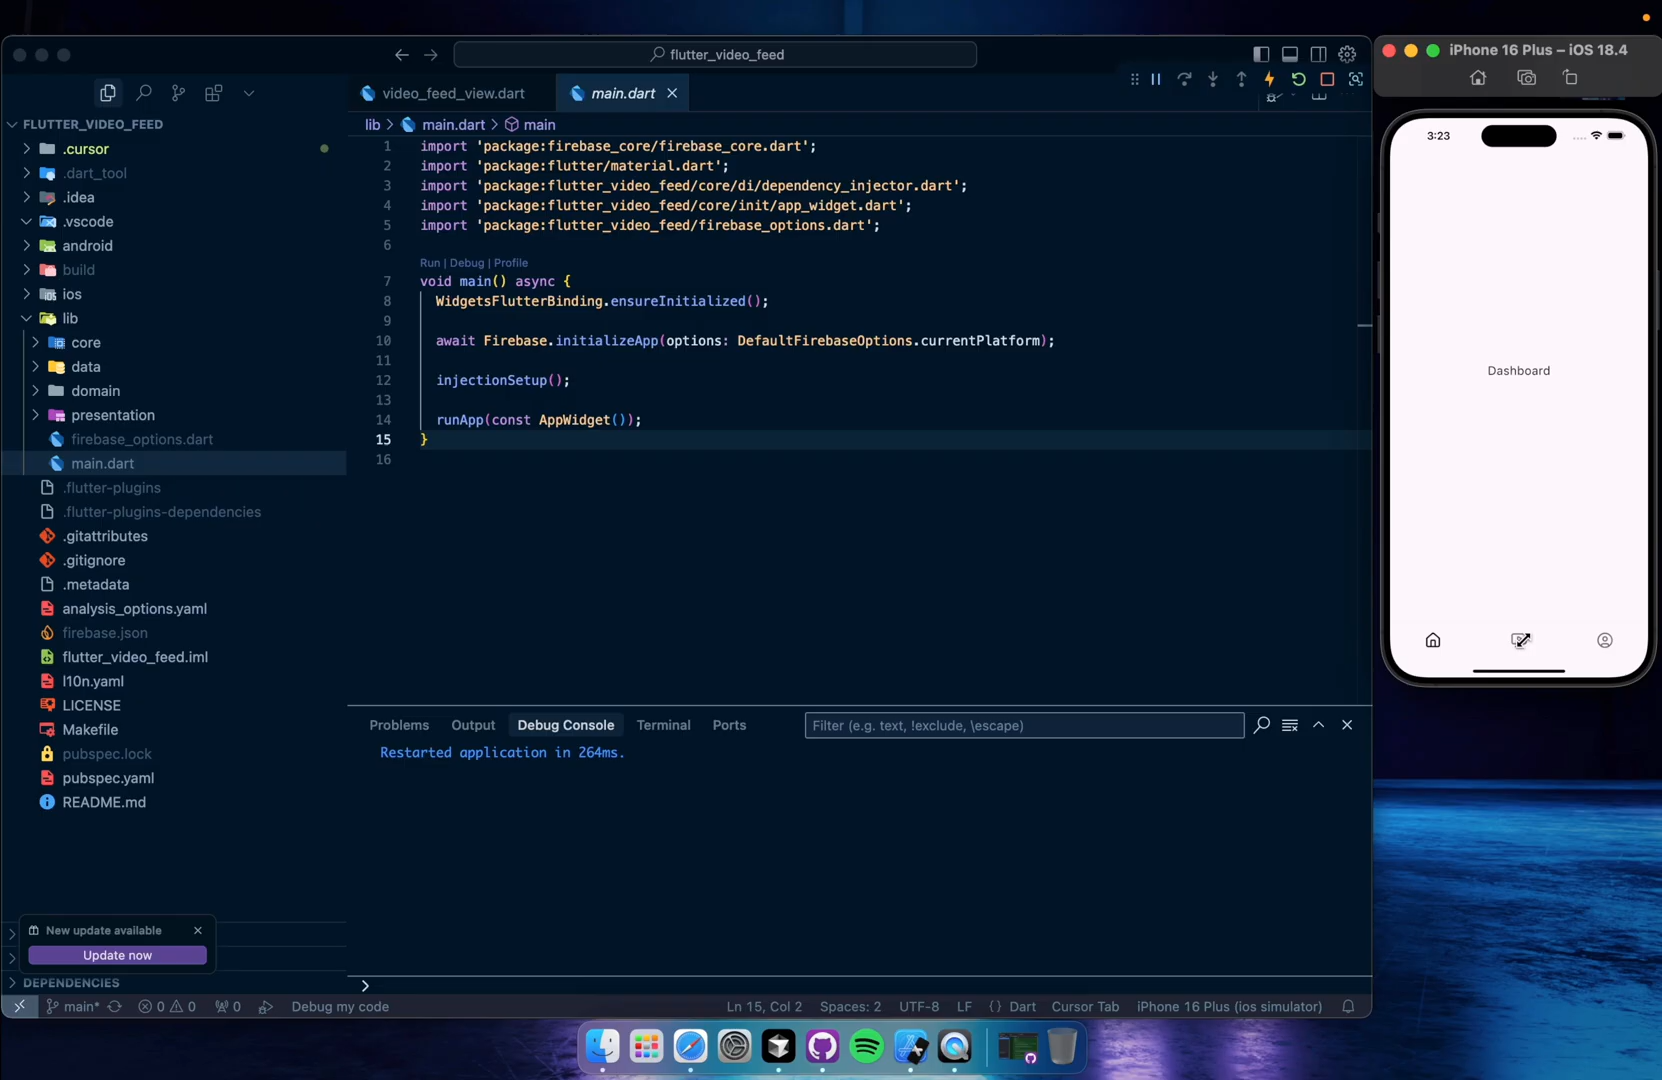 flutter_video_feed
iPhone 16 Plus – iOS 18.4
video_feed_view.dart
main.dart
FLUTTER_VIDEO_FEED
.cursor
.dart_tool
.idea
.vscode
android
build
ios
lib
core
data
domain
presentation
firebase_options.dart
main.dart
.flutter-plugins
.flutter-plugins-dependencies
.gitattributes
.gitignore
.metadata
analysis_options.yaml
firebase.json
flutter_video_feed.iml
l10n.yaml
LICENSE
Makefile
pubspec.lock
pubspec.yaml
README.md
New update available
Update now
DEPENDENCIES
lib > main.dart > main
1 import 'package:firebase_core/firebase_core.dart';
2 import 'package:flutter/material.dart';
3 import 'package:flutter_video_feed/core/di/dependency_injector.dart';
4 import 'package:flutter_video_feed/core/init/app_widget.dart';
5 import 'package:flutter_video_feed/firebase_options.dart';
6
Run | Debug | Profile
7 void main() async {
8 WidgetsFlutterBinding.ensureInitialized();
9
10 await Firebase.initializeApp(options: DefaultFirebaseOptions.currentPlatform);
11
12 injectionSetup();
13
14 runApp(const AppWidget());
15 }
16
Problems Output Debug Console Terminal Ports Filter (e.g. text, !exclude, \escape)
Restarted application in 264ms.
3:23
Dashboard
main* 0 0 0 Debug my code Ln 15, Col 2 Spaces: 2 UTF-8 LF {} Dart Cursor Tab iPhone 16 Plus (ios simulator)